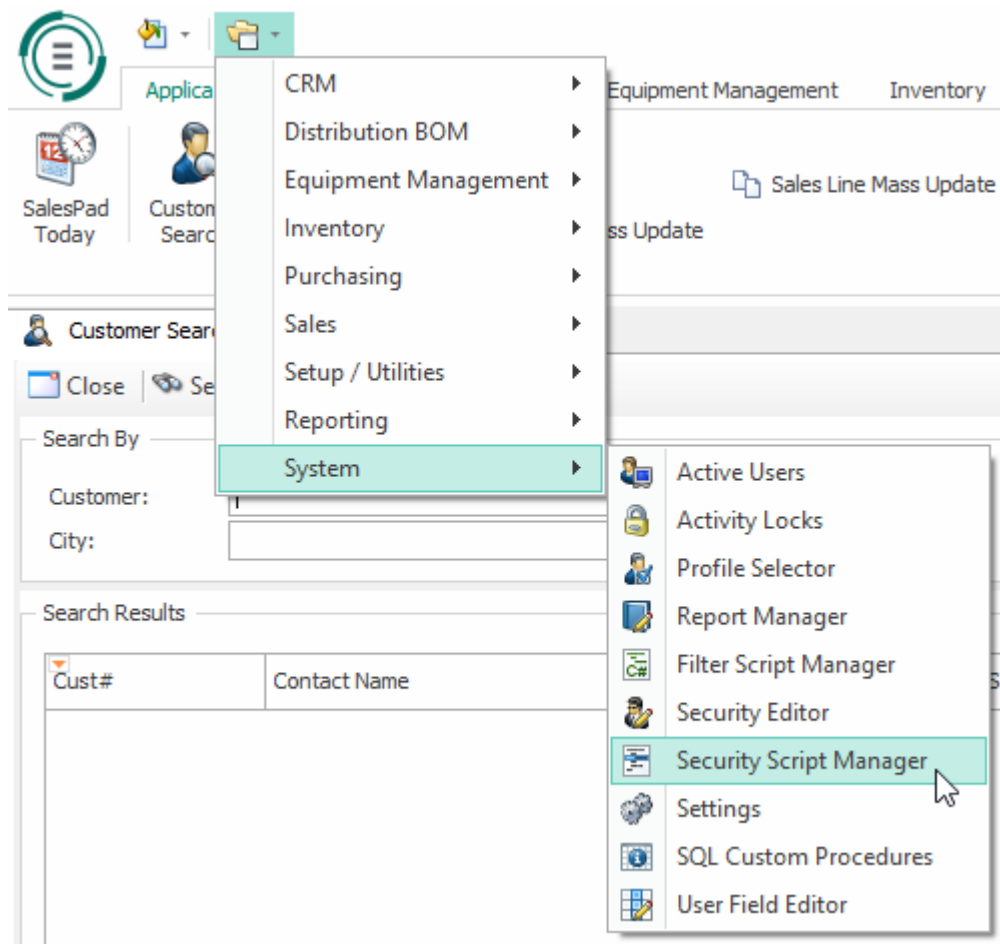 Applica
Equipment Management
Inventory
SalesPad
Today
Custom
Searc
Sales Line Mass Update
ss Update
CRM
Distribution BOM
Equipment Management
Inventory
Purchasing
Sales
Setup / Utilities
Reporting
System
Customer Sear
Close
Se
Search By
Customer:
City:
Search Results
Cust#
Contact Name
S
Active Users
Activity Locks
Profile Selector
Report Manager
C#
Filter Script Manager
Security Editor
Security Script Manager
Settings
SQL Custom Procedures
User Field Editor